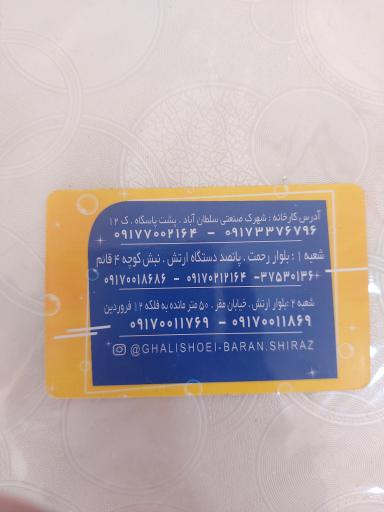 آدرس کارخانه : شهرک صنعتی سلطان آباد . پشت پاسگاه . ک ۱۲
۰۹۱۷۳۳۷۶۷۹۶ - ۰۹۱۷۷۰۰۲۱۶۴
شعبه ۱ : بلوار رحمت . پانصد دستگاه ارتش . نبش کوچه ۴ قائم
۳۷۵۳۰۱۳۶ - ۰۹۱۷۰۲۱۲۱۶۴ - ۰۹۱۷۰۰۱۸۶۸۶
شعبه ۲ :بلوار ارتش . خیابان مقر . ۵۰ متر مانده به فلکه ۱۲ فروردین
۰۹۱۷۰۰۱۱۸۶۹ - ۰۹۱۷۰۰۱۱۷۶۹
@GHALISHOEI-BARAN.SHIRAZ